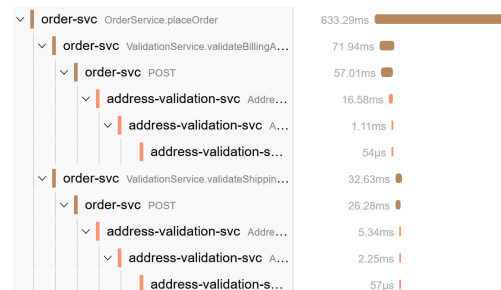 order-svc OrderService.placeOrder 633.29ms
order-svc ValidationService.validateBillingA... 71.94ms
order-svc POST 57.01ms
address-validation-svc Addre... 16.58ms
address-validation-svc A... 1.11ms
address-validation-s... 54µs
order-svc ValidationService.validateShippin... 32.63ms
order-svc POST 26.28ms
address-validation-svc Addre... 5.34ms
address-validation-svc A... 2.25ms
address-validation-s... 57µs